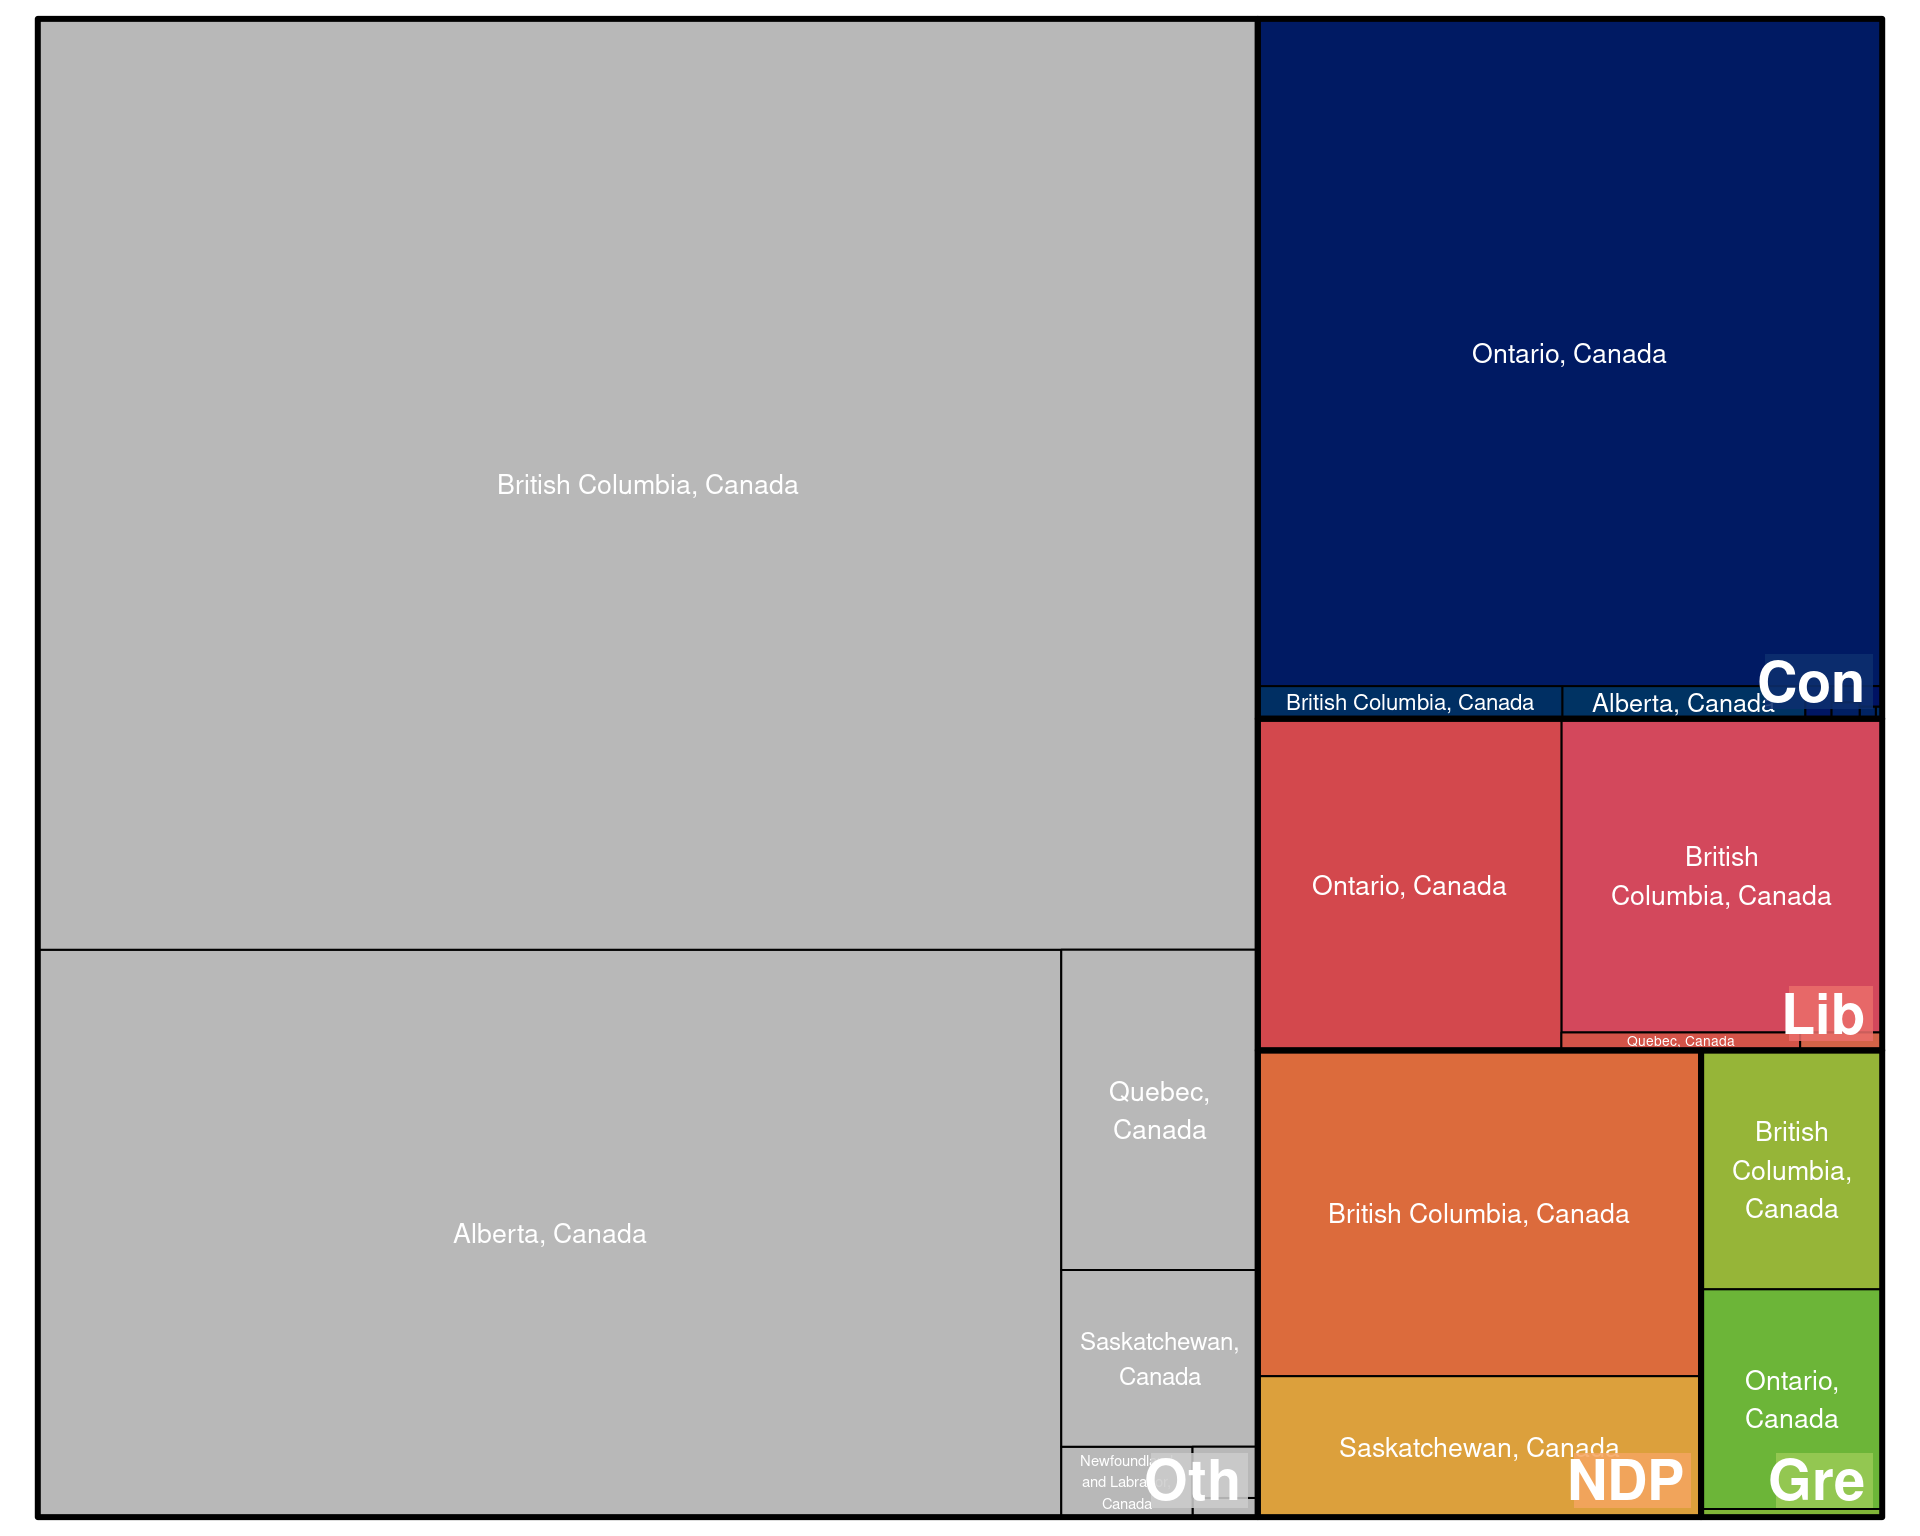 British Columbia, Canada
Alberta, Canada
Quebec,
Canada
Saskatchewan,
Canada
and
Canada
Oth
Ontario, Canada
British Columbia, Canada
Alberta, Canada
Con
Ontario, Canada
British
Columbia, Canada
Quebec, Canada
Lib
British Columbia, Canada
Saskatchewan, Canada
NDP
British
Columbia,
Canada
Ontario,
Canada
Gre